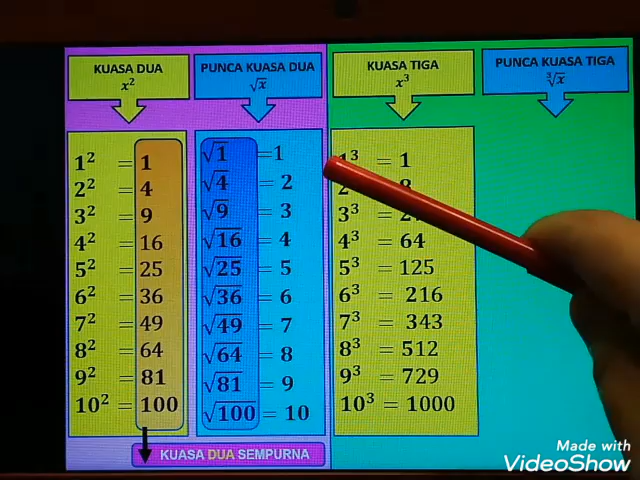 KUASA DUA
x²
PUNCA KUASA DUA
√x
KUASA TIGA
x³
PUNCA KUASA TIGA
∛x
1² = 1
2² = 4
3² = 9
4² = 16
5² = 25
6² = 36
7² = 49
8² = 64
9² = 81
10² = 100
√1 =1
√4 = 2
√9 = 3
√16 = 4
√25 = 5
√36 = 6
√49 = 7
√64 = 8
√81 = 9
√100 = 10
1³ = 1
3³ =
4³ = 64
5³ = 125
6³ = 216
7³ = 343
8³ = 512
9³ = 729
10³ = 1000
KUASA DUA SEMPURNA
Made with
VideoShow